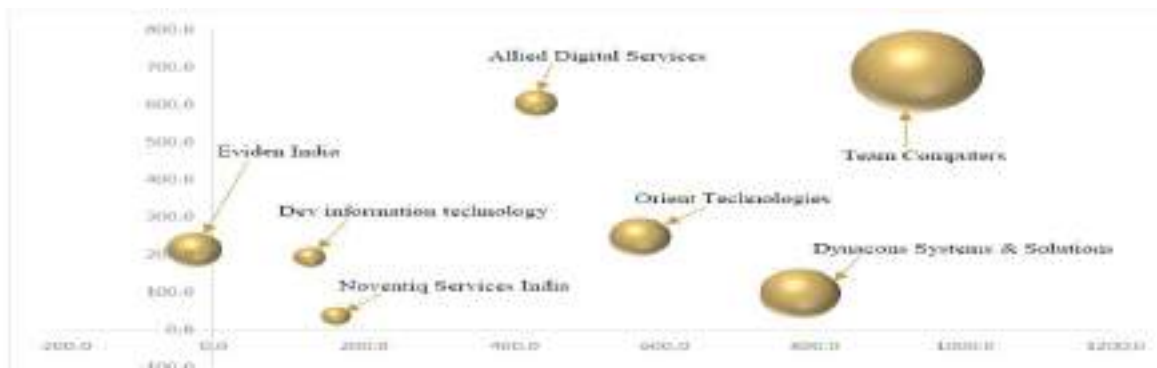 800.0
Allied Digital Services
700.0
600.0
500.0
Eviden India
Team Computers
400.0
Orient Technologies
300.0
Dev information technology
Dynacons Systems & Solutions
200.0
Noventiq Services India
100.0
0.0
-200.0 0.0 200.0 400.0 600.0 800.0 1000.0 1200.0
-100.0